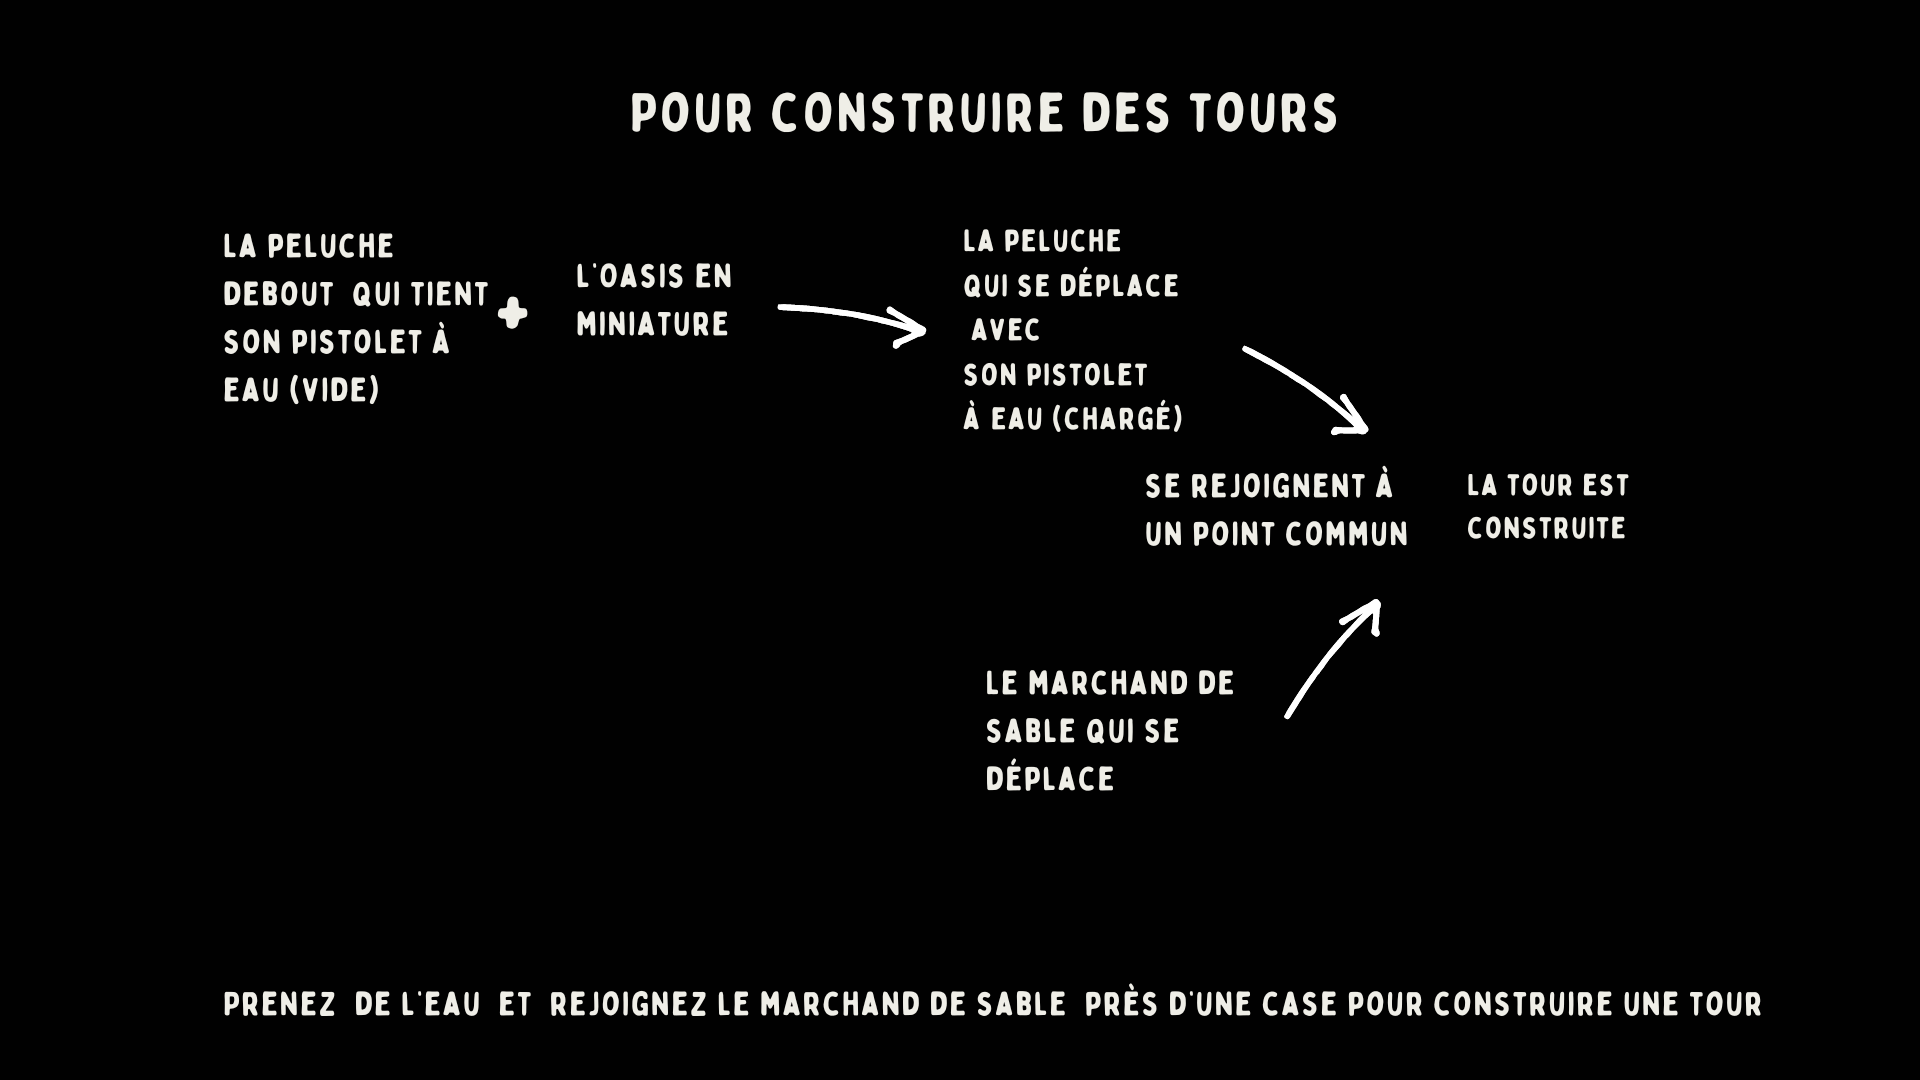 POUR CONSTRUIRE DES TOURS
LA PELUCHE
DEBOUT QUI TIENT
SON PISTOLET À
EAU (VIDE)
L'OASIS EN
MINIATURE
LA PELUCHE
QUI SE DÉPLACE
AVEC
SON PISTOLET
À EAU (CHARGÉ)
SE REJOIGNENT À
UN POINT COMMUN
LA TOUR EST
CONSTRUITE
LE MARCHAND DE
SABLE QUI SE
DÉPLACE
PRENEZ DE L'EAU ET REJOIGNEZ LE MARCHAND DE SABLE PRÈS D'UNE CASE POUR CONSTRUIRE UNE TOUR